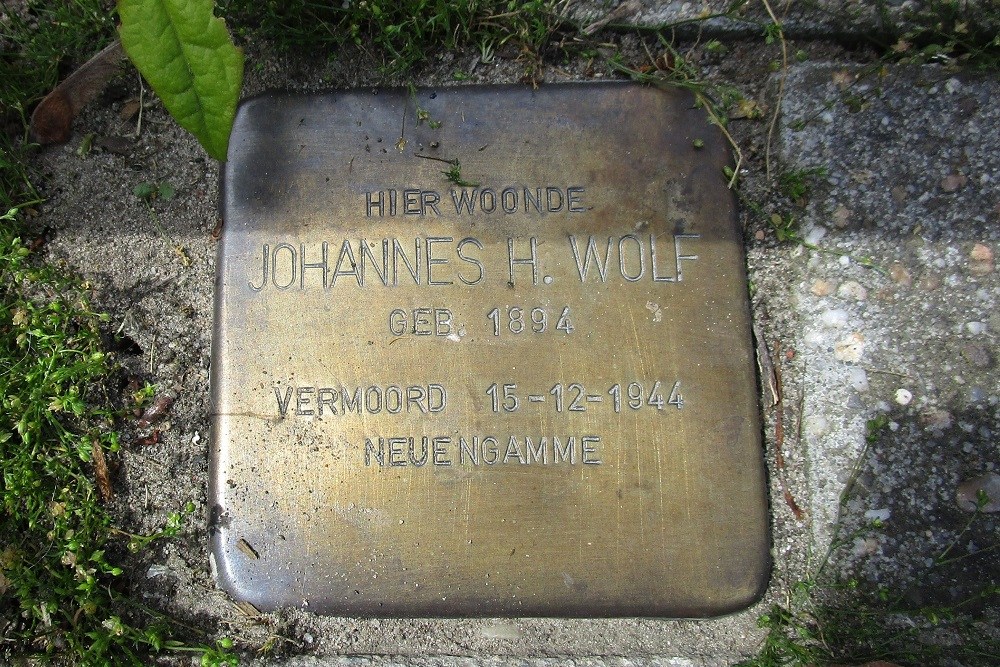 HIER WOONDE
JOHANNES H. WOLF
GEB. 1894
VERMOORD 15-12-1944
NEUENGAMME